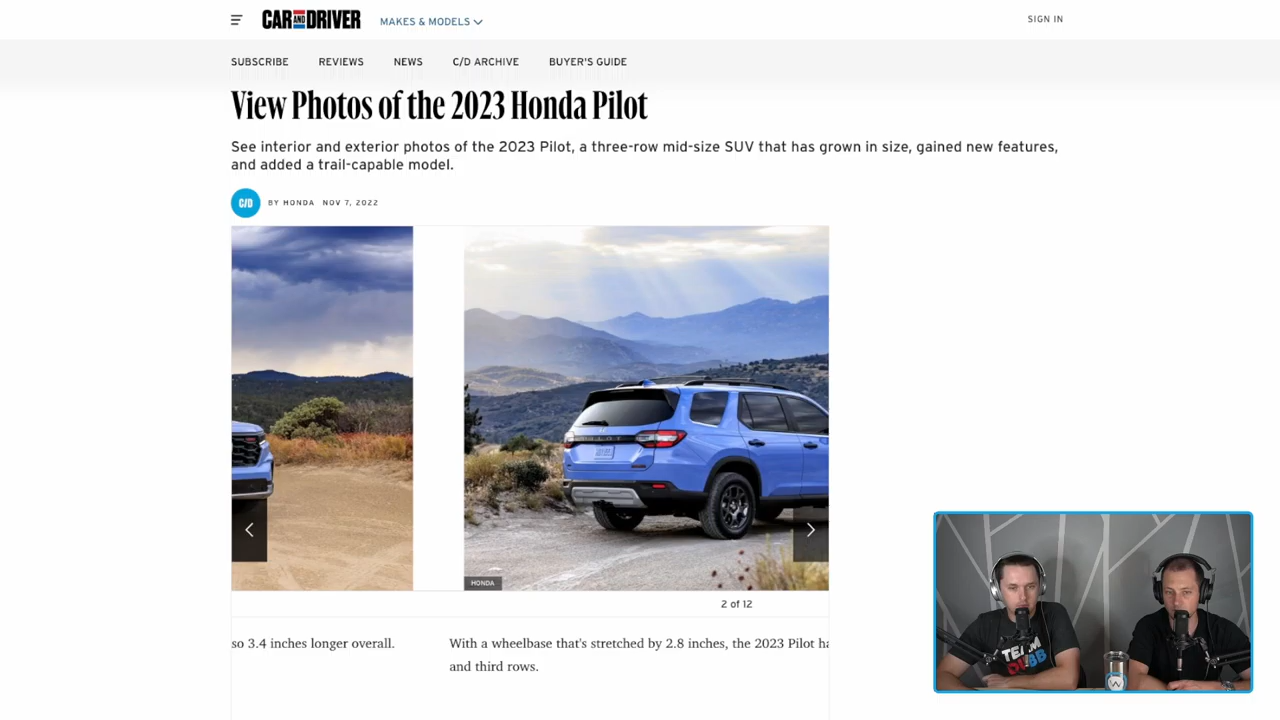 CAR AND DRIVER
MAKES & MODELS
SIGN IN
SUBSCRIBE
REVIEWS
NEWS
C/D ARCHIVE
BUYER'S GUIDE
View Photos of the 2023 Honda Pilot
See interior and exterior photos of the 2023 Pilot, a three-row mid-size SUV that has grown in size, gained new features,
and added a trail-capable model.
C/D
BY HONDA NOV 7, 2022
HONDA
2 of 12
so 3.4 inches longer overall.
With a wheelbase that's stretched by 2.8 inches, the 2023 Pilot ha
and third rows.
TEAM